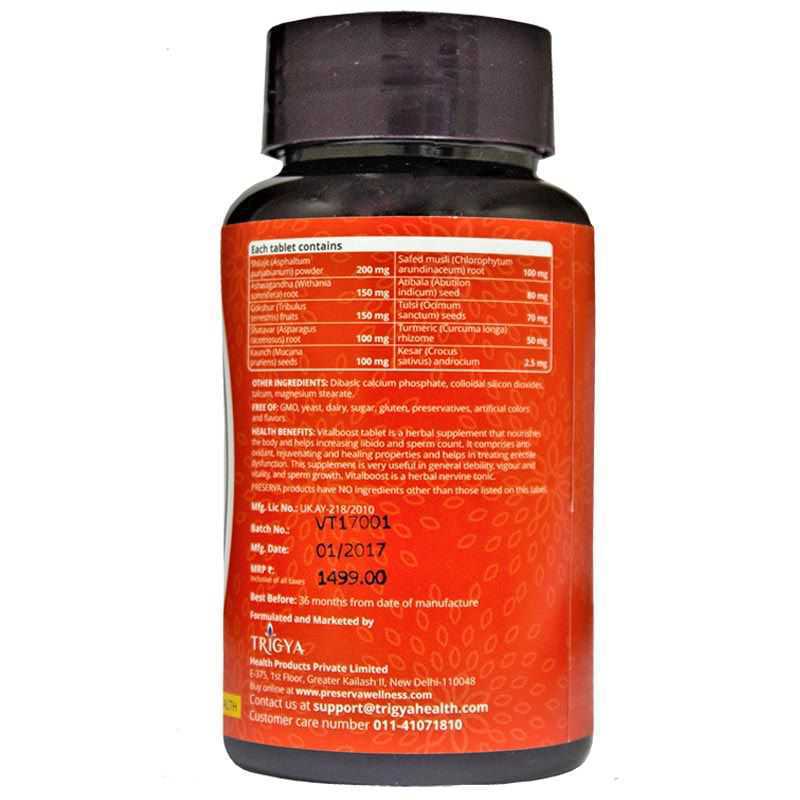 Each tablet contains
Shilajit (Asphaltum
punjabianum) powder 200 mg
Ashwagandha (Withania
somnifera) root 150 mg
Gokshur (Tribulus
terrestris) fruits 150 mg
Shatavar (Asparagus
racemosus) root 100 mg
Kaunch (Mucuna
pruriens) seeds 100 mg
Safed musli (Chlorophytum
arundinaceum) root 100 mg
Atibala (Abutilon
indicum) seed 80 mg
Tulsi (Ocimum
sanctum) seeds 70 mg
Turmeric (Curcuma longa)
rhizome 50 mg
Kesar (Crocus
sativus) androcium 2.5 mg
OTHER INGREDIENTS: Dibasic calcium phosphate, colloidal silicon dioxides,
talcum, magnesium stearate.
FREE OF: GMO, yeast, dairy, sugar, gluten, preservatives, artificial colors
and flavors.
HEALTH BENEFITS: Vitalboost tablet is a herbal supplement that nourishes
the body and helps increasing libido and sperm count. It comprises anti-
oxidant, rejuvenating and healing properties and helps in treating erectile
dysfunction. This supplement is very useful in general debility, vigour and
vitality, and sperm growth. Vitalboost is a herbal nervine tonic.
PRESERVA products have NO Ingredients other than those listed on this label.
Mfg. Lic No.: UK.AY-218/2010
Batch No.: VT17001
Mfg. Date: 01/2017
MRP ₹: 1499.00
Inclusive of all taxes
Best Before: 36 months from date of manufacture
Formulated and Marketed by
TRIGYA
Health Products Private Limited
E-375, 1st Floor, Greater Kailash II, New Delhi-110048
Buy online at www.preservawellness.com
Contact us at support@trigyahealth.com
Customer care number 011-41071810